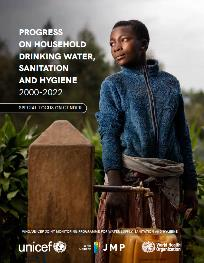 PROGRESS
ON HOUSEHOLD
DRINKING WATER,
SANITATION
AND HYGIENE
2000-2022
SPECIAL FOCUS ON GENDER
WHO/UNICEF JOINT MONITORING PROGRAMME FOR WATER SUPPLY, SANITATION AND HYGIENE
unicef
JMP
World Health
Organization